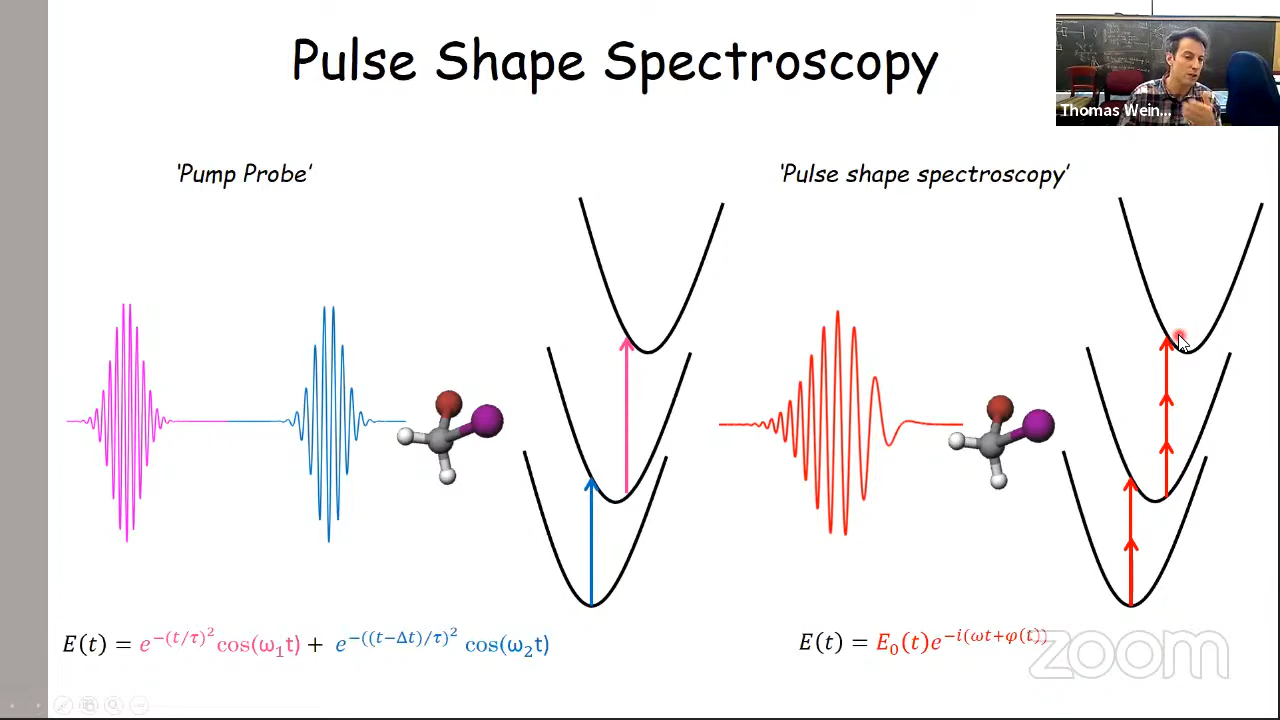 Pulse Shape Spectroscopy
Thomas Wein...
'Pump Probe'
'Pulse shape spectroscopy'
E(t) = e^{-(t/τ)^2} cos(ω₁t) + e^{-((t-Δt)/τ)^2} cos(ω₂t)
E(t) = E₀(t)e^{-i(ωt+φ(t))}
zoom